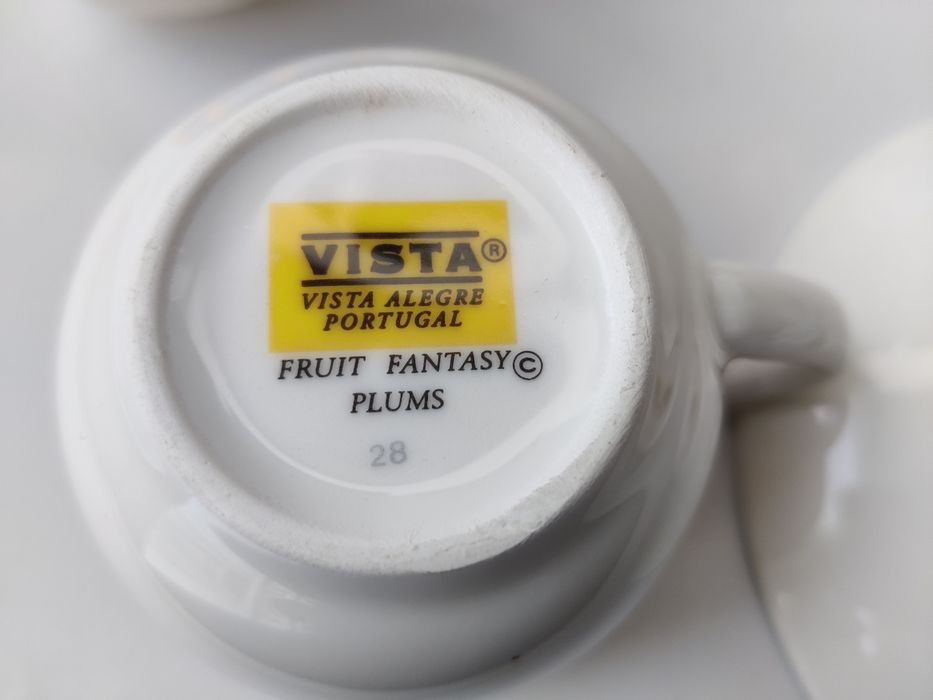 VISTA®
VISTA ALEGRE
PORTUGAL
FRUIT FANTASY©
PLUMS
28